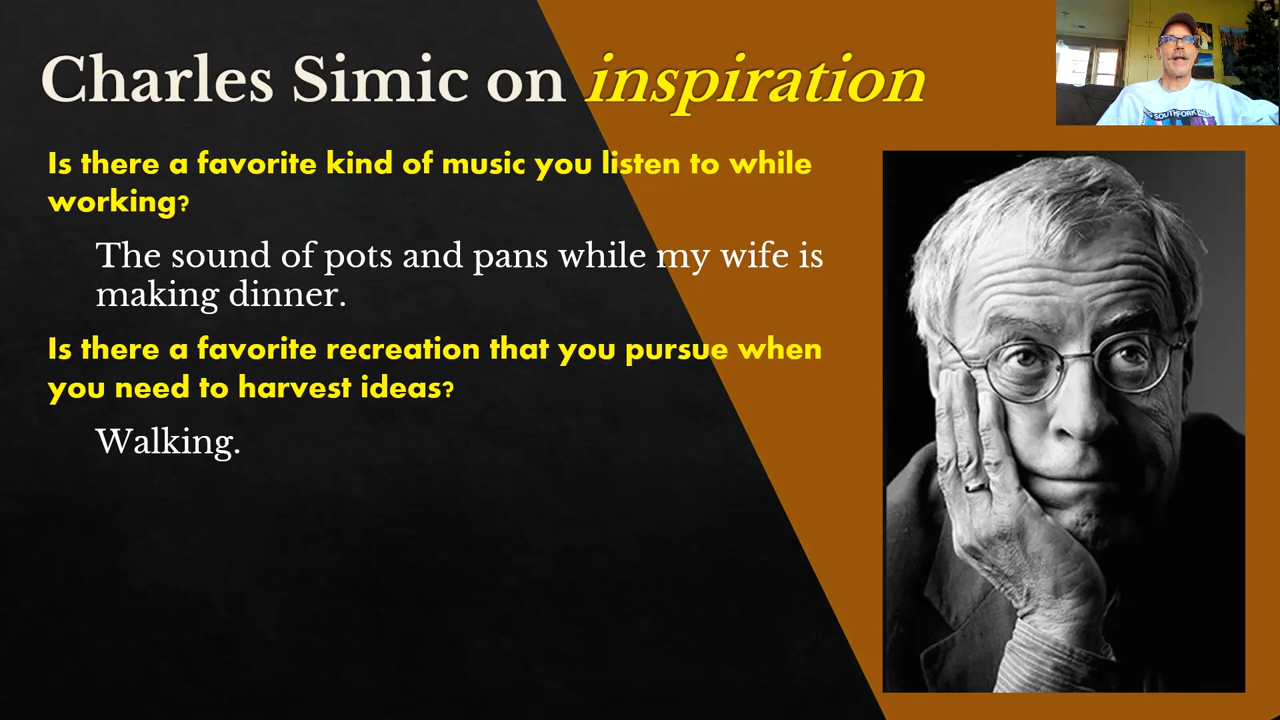 Charles Simic on inspiration
Is there a favorite kind of music you listen to while
working?
The sound of pots and pans while my wife is
making dinner.
Is there a favorite recreation that you pursue when
you need to harvest ideas?
Walking.
SOUTHFORK